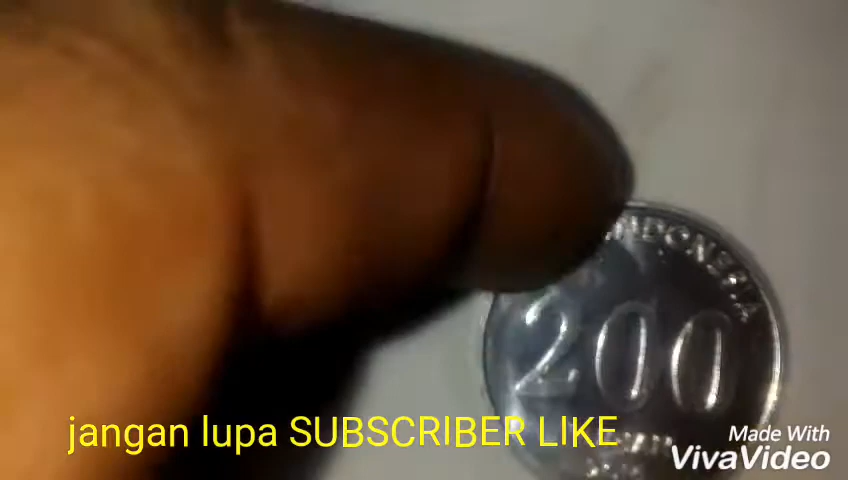 INDONESIA
200
jangan lupa SUBSCRIBER LIKE
Made With
VivaVideo